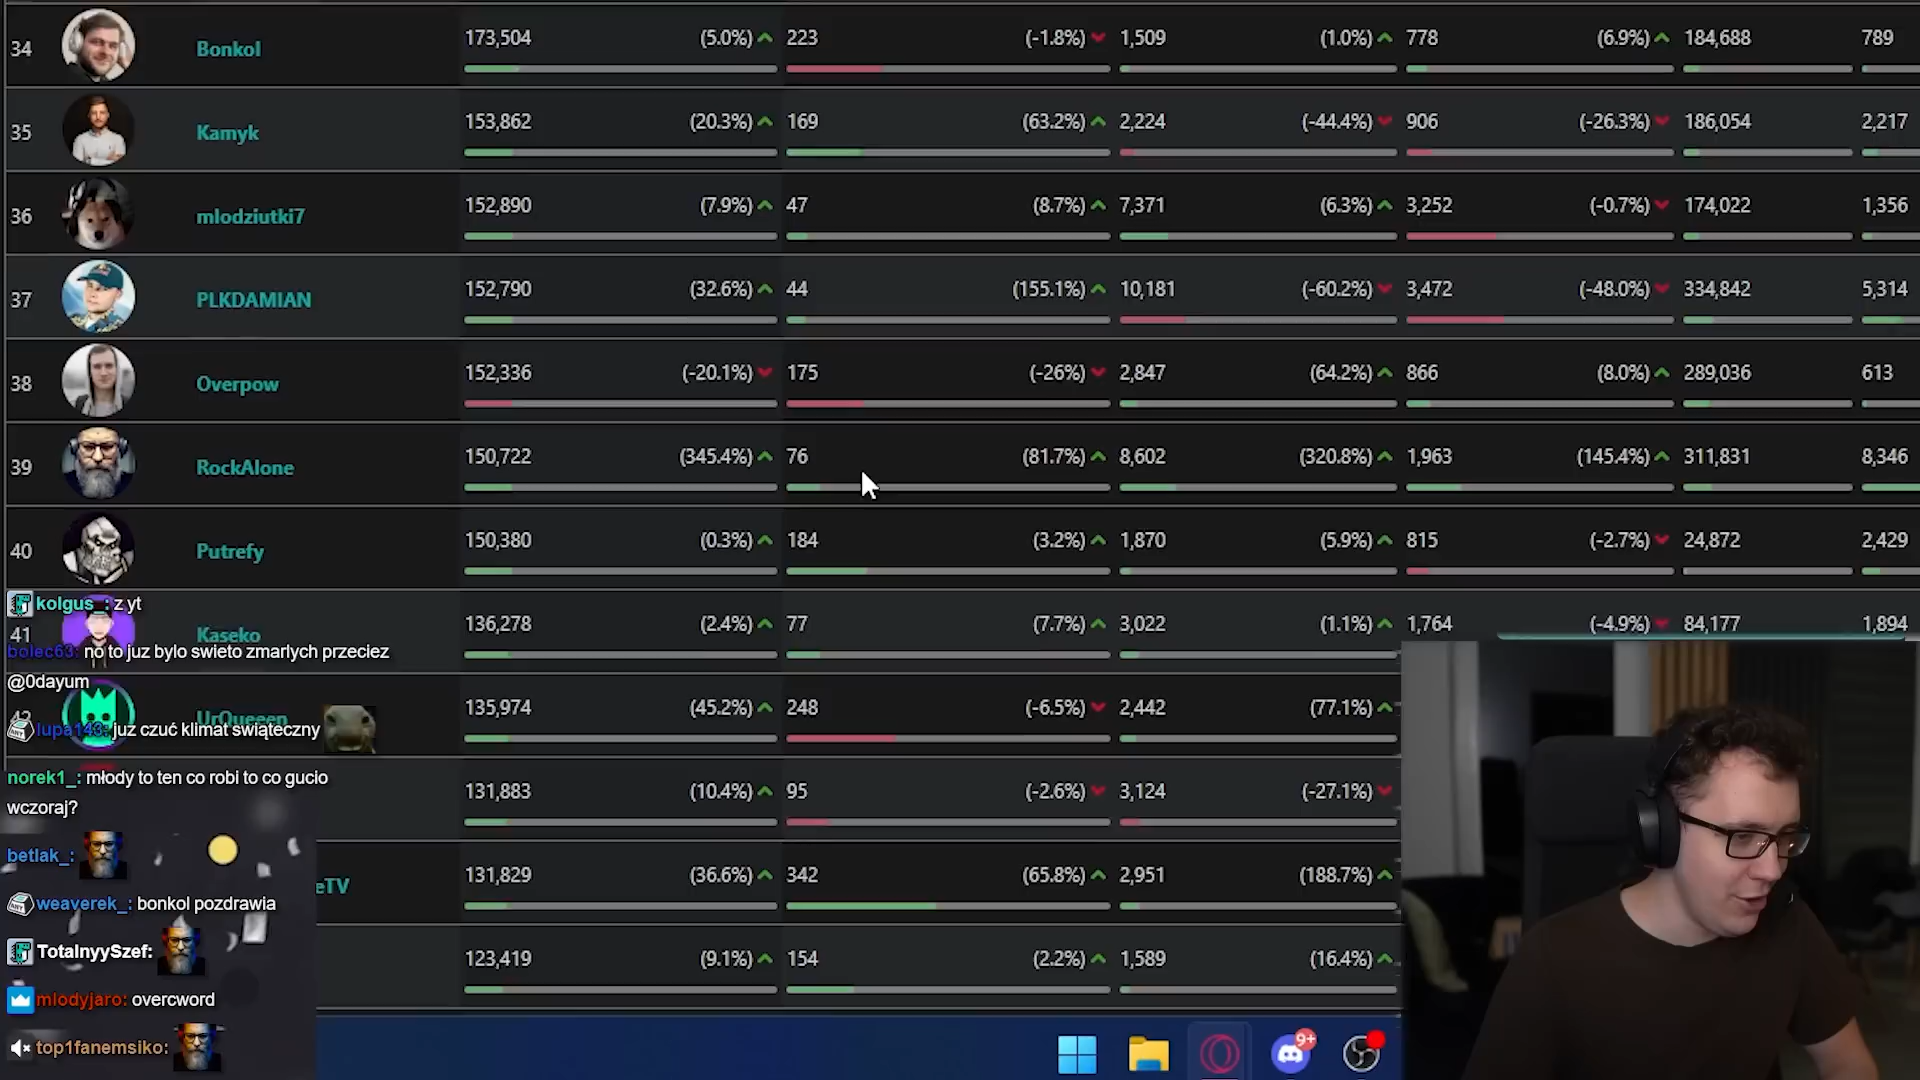 34 Bonkol 173,504 (5.0%) 223 (-1.8%) 1,509 (1.0%) 778 (6.9%) 184,688 789
35 Kamyk 153,862 (20.3%) 169 (63.2%) 2,224 (-44.4%) 906 (-26.3%) 186,054 2,217
36 mlodziutki7 152,890 (7.9%) 47 (8.7%) 7,371 (6.3%) 3,252 (-0.7%) 174,022 1,356
37 PLKDAMIAN 152,790 (32.6%) 44 (155.1%) 10,181 (-60.2%) 3,472 (-48.0%) 334,842 5,314
38 Overpow 152,336 (-20.1%) 175 (-26%) 2,847 (64.2%) 866 (8.0%) 289,036 613
39 RockAlone 150,722 (345.4%) 76 (81.7%) 8,602 (320.8%) 1,963 (145.4%) 311,831 8,346
40 Putrefy 150,380 (0.3%) 184 (3.2%) 1,870 (5.9%) 815 (-2.7%) 24,872 2,429
41 Kaseko 136,278 (2.4%) 77 (7.7%) 3,022 (1.1%) 1,764 (-4.9%) 84,177 1,894
42 UrQueeen 135,974 (45.2%) 248 (-6.5%) 2,442 (77.1%)
131,883 (10.4%) 95 (-2.6%) 3,124 (-27.1%)
eTV 131,829 (36.6%) 342 (65.8%) 2,951 (188.7%)
123,419 (9.1%) 154 (2.2%) 1,589 (16.4%)
kolgus_: z yt
bolec63: no to juz bylo swieto zmarlych przeciez
@0dayum
lupa143: juz czuć klimat swiąteczny
norek1_: młody to ten co robi to co gucio
wczoraj?
betlak_:
weaverek_: bonkol pozdrawia
TotalnyySzef:
mlodyjaro: overcword
top1fanemsiko:
9+